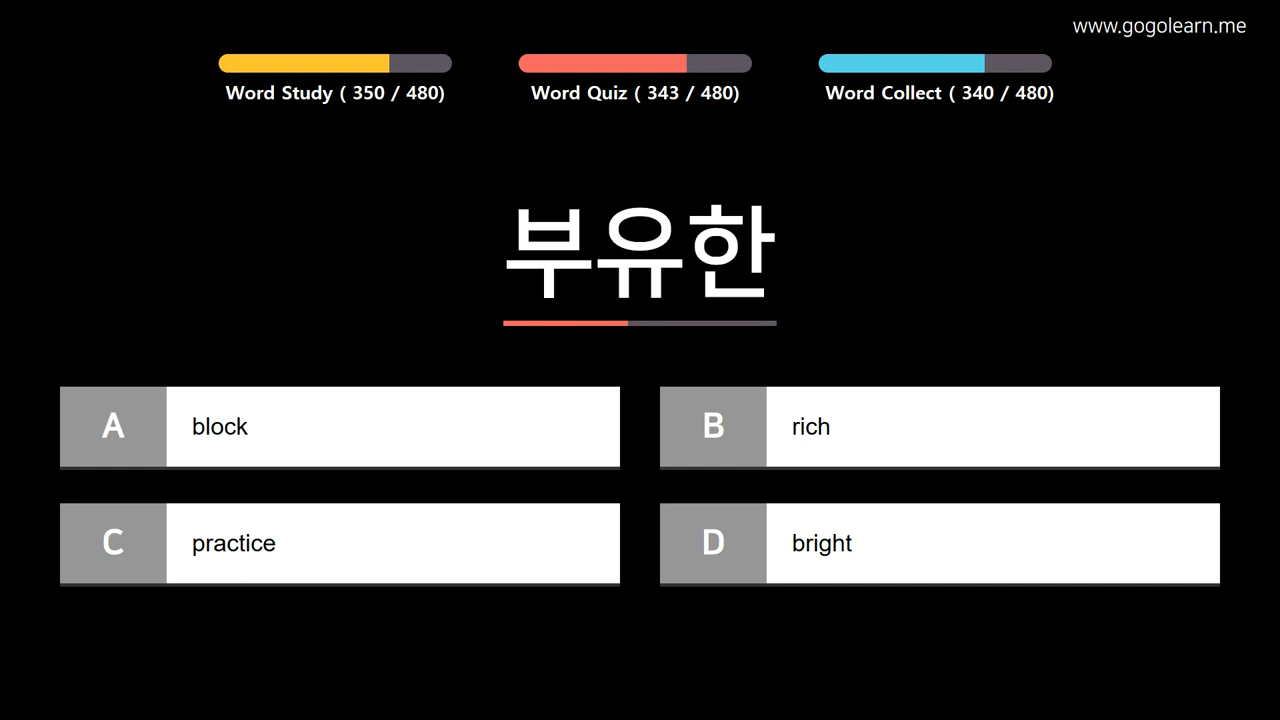 www.gogolearn.me
Word Study ( 350 / 480)
Word Quiz ( 343 / 480)
Word Collect ( 340 / 480)
부유한
A block
B rich
C practice
D bright